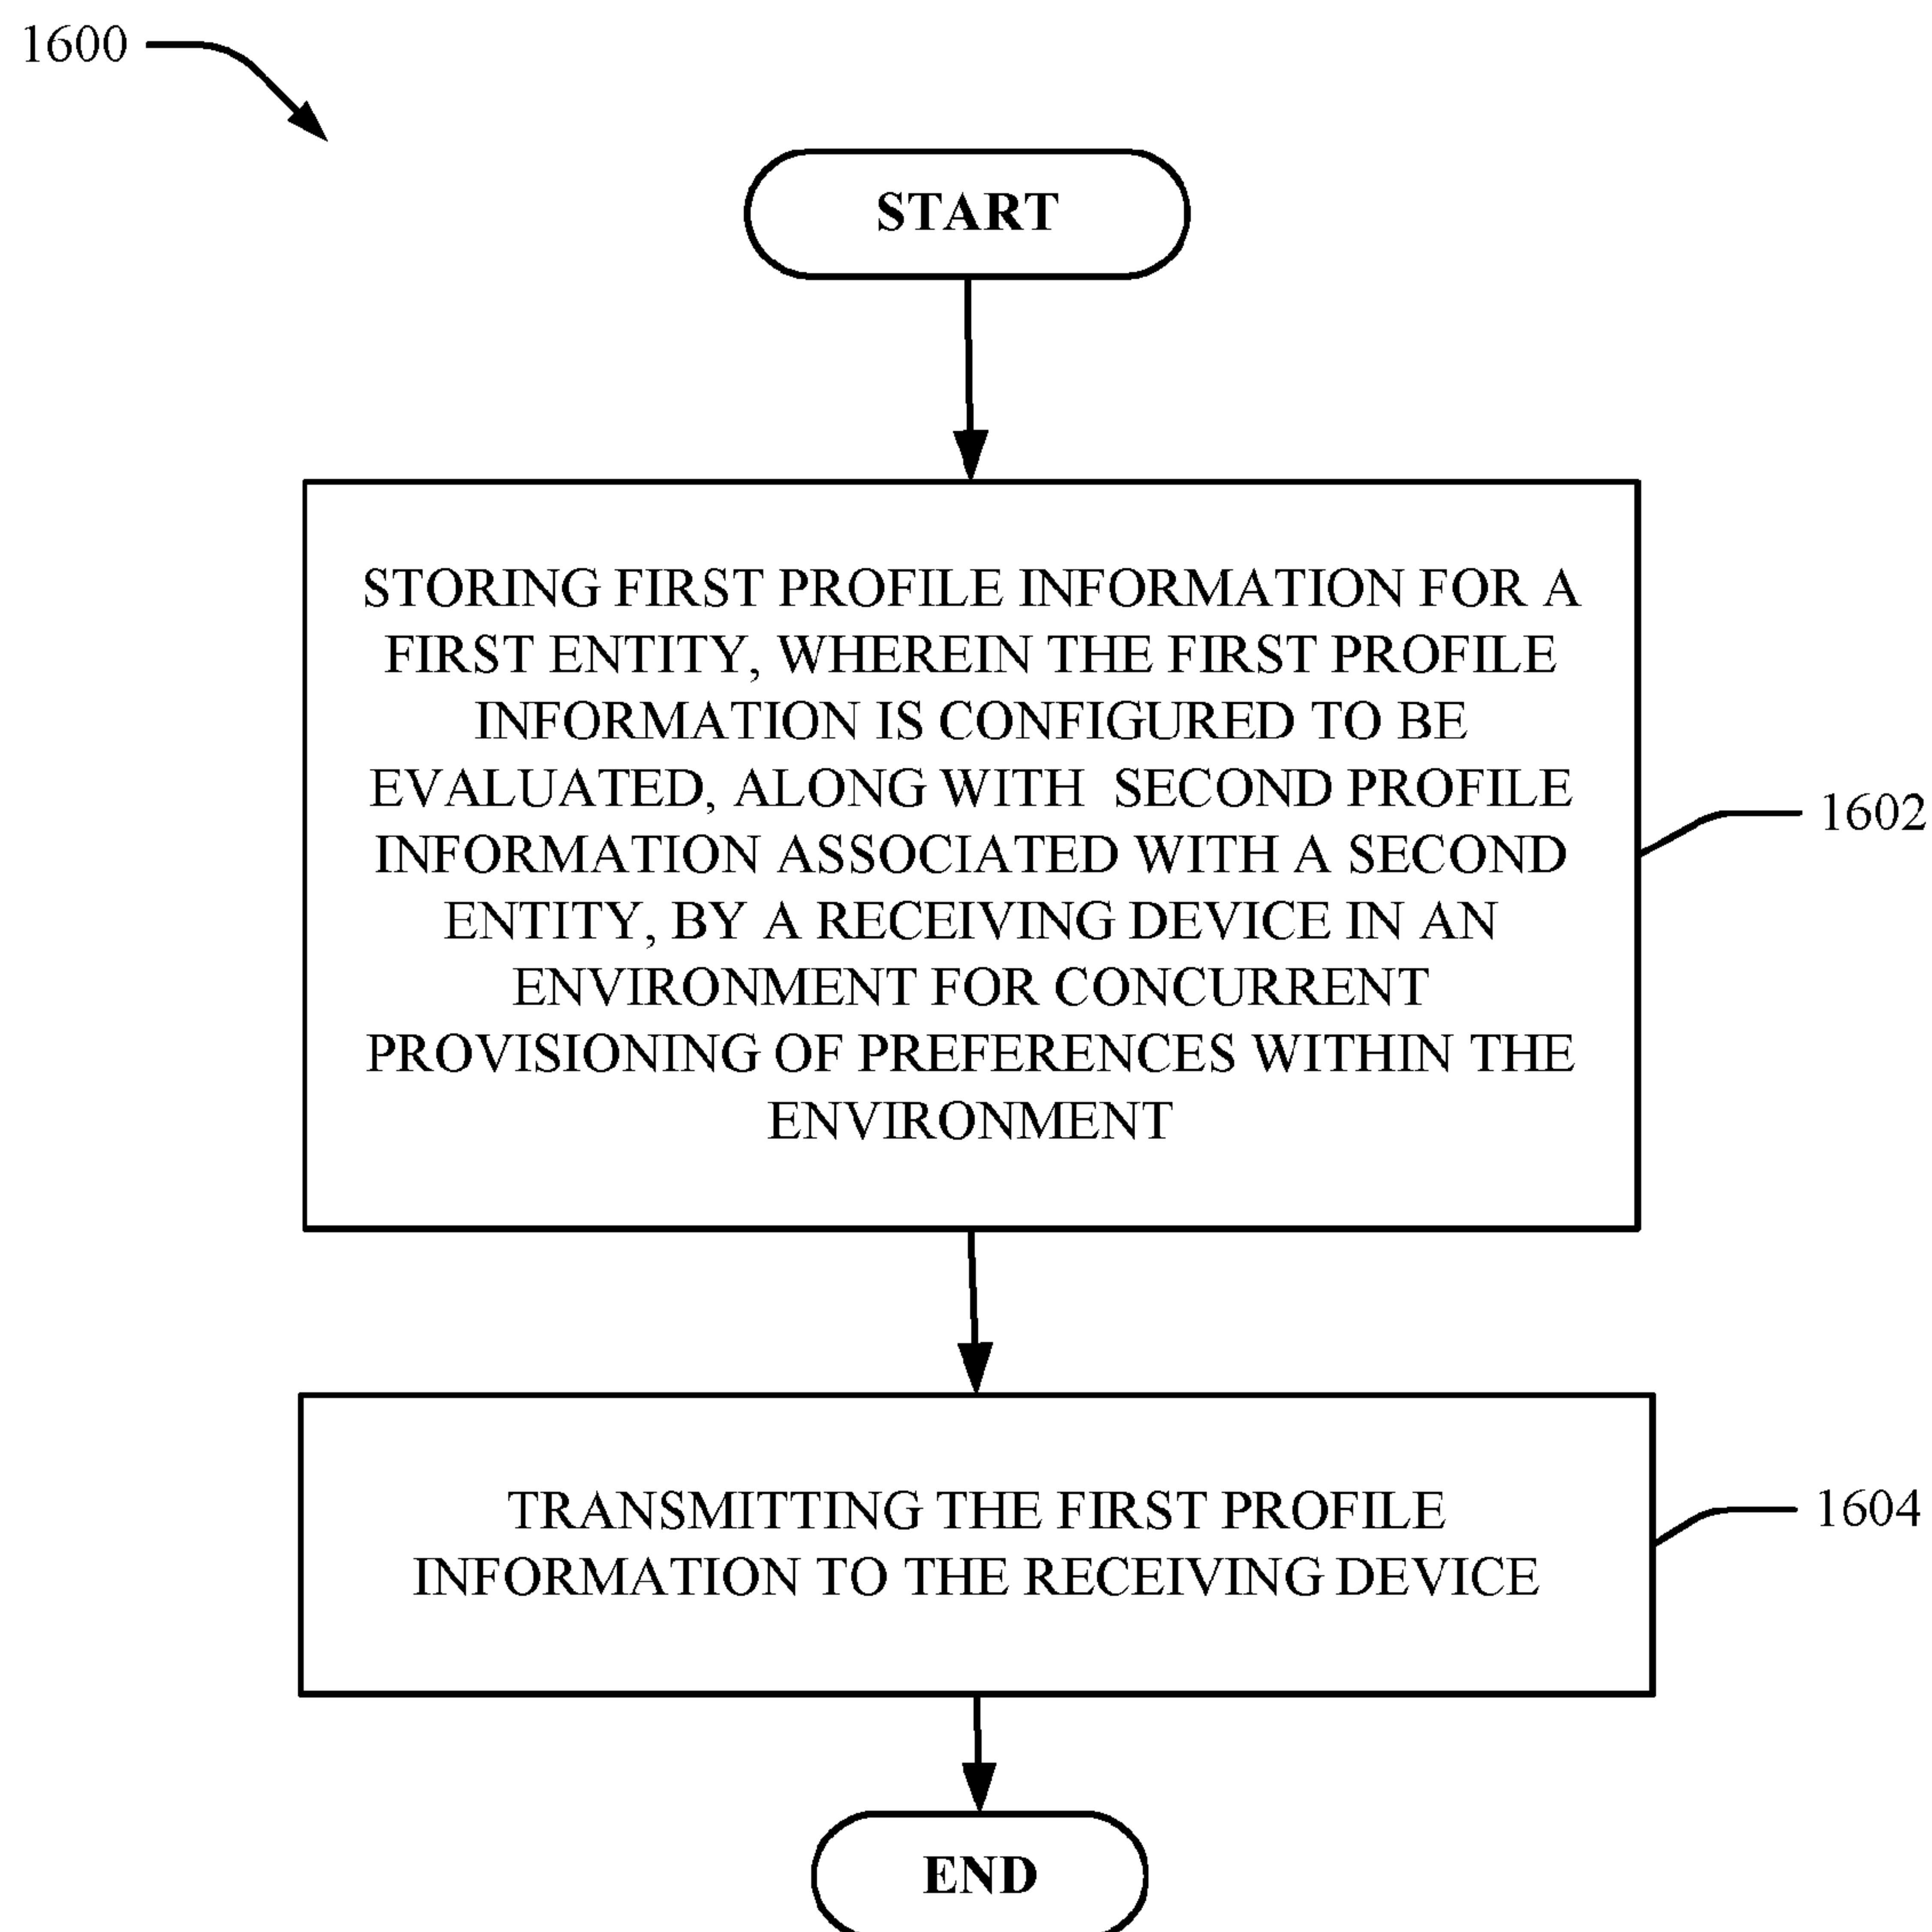 1600
START
STORING FIRST PROFILE INFORMATION FOR A
FIRST ENTITY, WHEREIN THE FIRST PROFILE
INFORMATION IS CONFIGURED TO BE
EVALUATED, ALONG WITH SECOND PROFILE
INFORMATION ASSOCIATED WITH A SECOND
ENTITY, BY A RECEIVING DEVICE IN AN
ENVIRONMENT FOR CONCURRENT
PROVISIONING OF PREFERENCES WITHIN THE
ENVIRONMENT
1602
TRANSMITTING THE FIRST PROFILE
INFORMATION TO THE RECEIVING DEVICE
1604
END